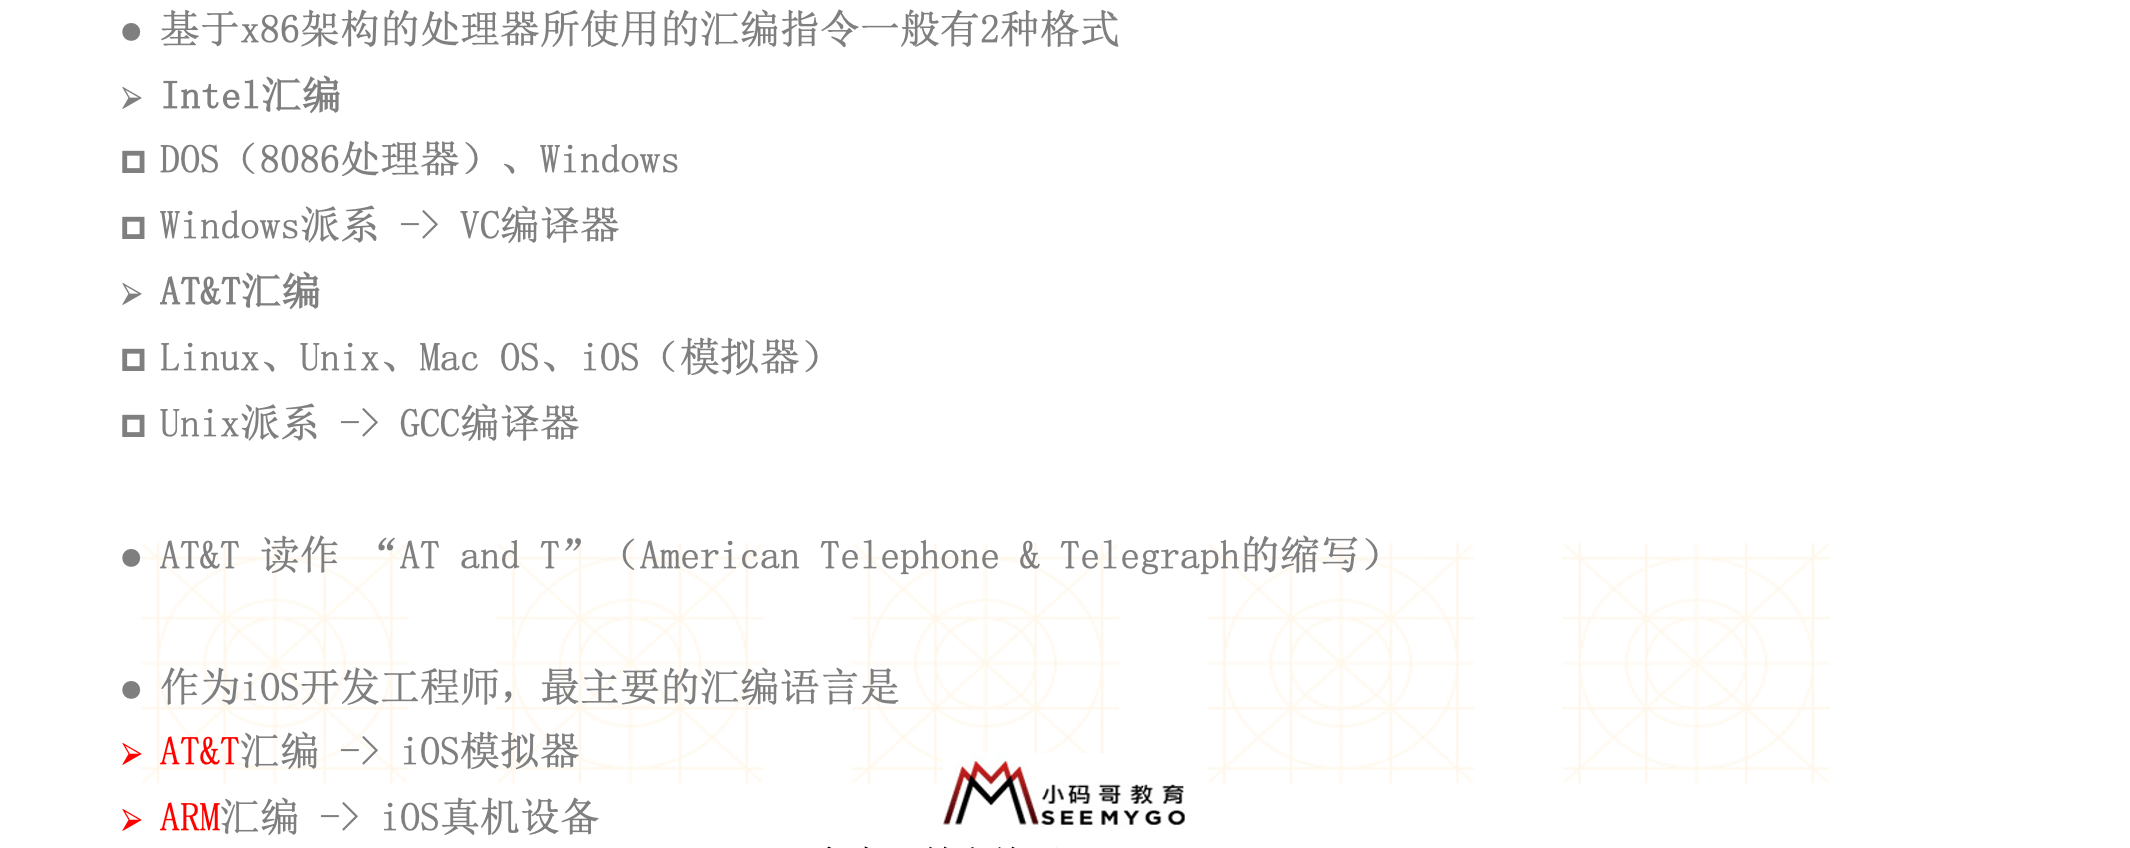 ● 基于x86架构的处理器所使用的汇编指令一般有2种格式
➢ Intel汇编
◻ DOS（8086处理器）、Windows
◻ Windows派系 -> VC编译器
➢ AT&T汇编
◻ Linux、Unix、Mac OS、iOS（模拟器）
◻ Unix派系 -> GCC编译器
● AT&T 读作 “AT and T”（American Telephone & Telegraph的缩写）
● 作为iOS开发工程师，最主要的汇编语言是
➢ AT&T汇编 -> iOS模拟器
➢ ARM汇编 -> iOS真机设备
小码哥教育
SEEMYGO